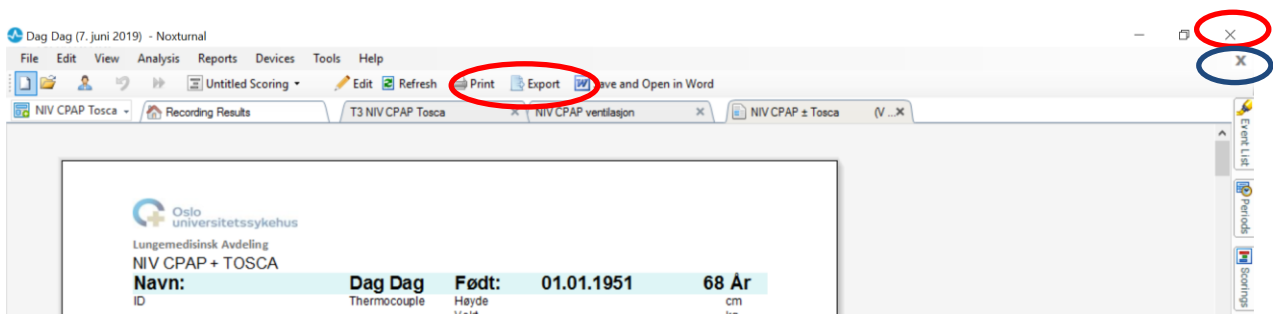 Dag Dag (7. juni 2019) - Noxturnal
File Edit View Analysis Reports Devices Tools Help
Untitled Scoring Edit Refresh Print Export Save and Open in Word
NIV CPAP Tosca Recording Results T3 NIV CPAP Tosca NIV CPAP ventilasjon NIV CPAP ± Tosca (V ...
Event List
Periods
Scorings
Oslo
universitetssykehus
Lungemedisinsk Avdeling
NIV CPAP + TOSCA
Navn: Dag Dag Født: 01.01.1951 68 År
ID Thermocouple Høyde cm